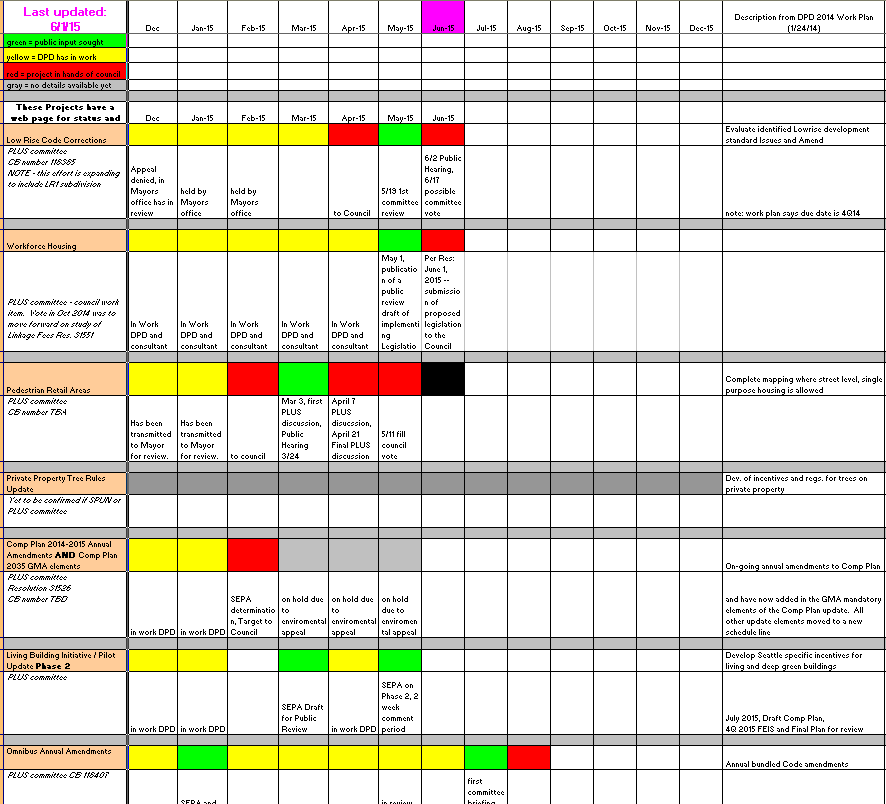 Last updated:
6/1/15
Dec Jan-15 Feb-15 Mar-15 Apr-15 May-15 Jun-15 Jul-15 Aug-15 Sep-15 Oct-15 Nov-15 Dec-15
Description from DPD 2014 Work Plan
(1/24/14)
green = public input sought
yellow = DPD has in work
red = project in hands of council
gray = no details available yet
These Projects have a
web page for status and
Dec Jan-15 Feb-15 Mar-15 Apr-15 May-15 Jun-15
Low Rise Code Corrections
Evaluate identified Lowrise development
standard Issues and Amend
PLUS committee
CB number 118385
NOTE - this effort is expanding
to include LR1 subdivision
Appeal
denied, in
Mayors
office has in
review
held by
Mayors
office
held by
Mayors
office
to Council
5/19 1st
committee
review
6/2 Public
Hearing,
6/17
possible
committee
vote
note: work plan says due date is 4Q14
Workforce Housing
PLUS committee - council work
item. Vote in Oct 2014 was to
move forward on study of
Linkage Fees Res. 31551
In Work
DPD and
consultant
In Work
DPD and
consultant
In Work
DPD and
consultant
In Work
DPD and
consultant
In Work
DPD and
consultant
May 1,
publicatio
n of a
public
review
draft of
implementi
ng
Legislatio
Per Res:
June 1,
2015 --
submissio
n of
proposed
legislation
to the
Council
Pedestrian Retail Areas
Complete mapping where street level, single
purpose housing is allowed
PLUS committee
CB number TBA
Has been
transmitted
to Mayor
for review.
Has been
transmitted
to Mayor
for review.
to council
Mar 3, first
PLUS
discussion,
Public
Hearing
3/24
April 7
PLUS
disucssion,
April 21
Final PLUS
discussion
5/11 fill
council
vote
Private Property Tree Rules
Update
Dev. of incentives and regs. for trees on
private property
Yet to be confirmed if SPUN or
PLUS committee
Comp Plan 2014-2015 Annual
Amendments AND Comp Plan
2035 GMA elements
On-going annual amendments to Comp Plan
PLUS committee
Resolution 31526
CB number TBD
in work DPD
in work DPD
SEPA
determinatio
n, Target to
Council
on hold due
to
enviromental
appeal
on hold due
to
enviromental
appeal
on hold due
to
enviromen
tal appeal
and have now added in the GMA mandatory
elements of the Comp Plan update. All
other update elements moved to a new
schedule line
Living Building Initiative / Pilot
Update Phase 2
Develop Seattle specific incentives for
living and deep green buildings
PLUS committee
in work DPD
in work DPD
SEPA Draft
for Public
Review
in work DPD
SEPA on
Phase 2, 2
week
comment
period
July 2015, Draft Comp Plan,
4Q 2015 FEIS and Final Plan for review
Omnibus Annual Amendments
Annual bundled Code amendments
PLUS committee CB 118407
SEPA and
in review
first
committee
briefing